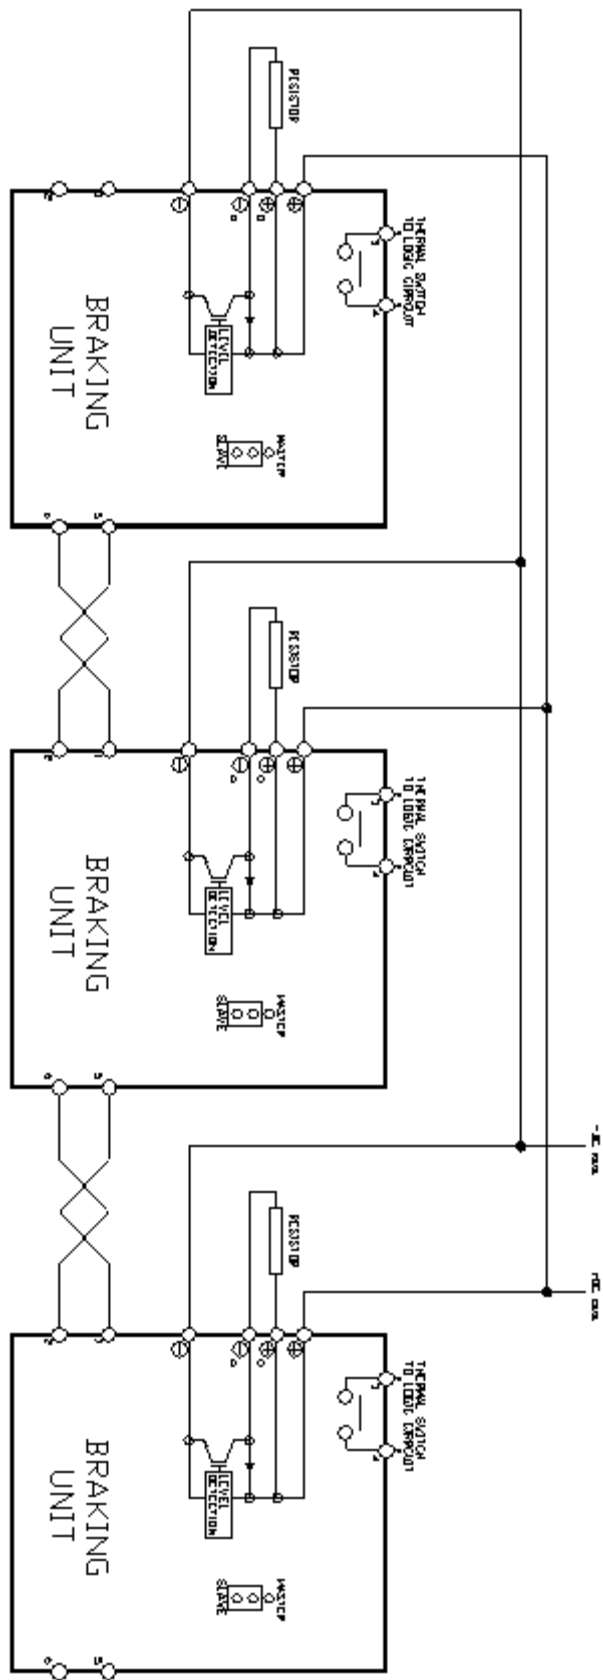 RESISTOR
THERMAL SWITCH
TO LOGIC CIRCUIT
LEVEL
DETECTION
BRAKING
UNIT
MASTER
SLAVE
RESISTOR
THERMAL SWITCH
TO LOGIC CIRCUIT
LEVEL
DETECTION
BRAKING
UNIT
MASTER
SLAVE
RESISTOR
THERMAL SWITCH
TO LOGIC CIRCUIT
LEVEL
DETECTION
BRAKING
UNIT
MASTER
SLAVE